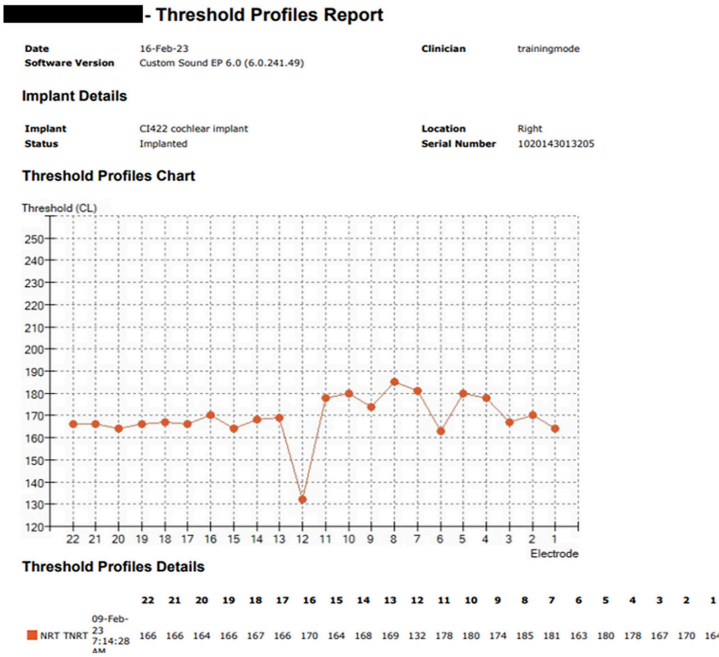 - Threshold Profiles Report
Date 16-Feb-23 Clinician trainingmode
Software Version Custom Sound EP 6.0 (6.0.241.49)
Implant Details
Implant CI422 cochlear implant Location Right
Status Implanted Serial Number 1020143013205
Threshold Profiles Chart
Threshold (CL)
250
240
230
220
210
200
190
180
170
160
150
140
130
120
22 21 20 19 18 17 16 15 14 13 12 11 10 9 8 7 6 5 4 3 2 1
Electrode
Threshold Profiles Details
22 21 20 19 18 17 16 15 14 13 12 11 10 9 8 7 6 5 4 3 2 1
09-Feb-
NRT TNRT 23 166 166 164 166 167 166 170 164 168 169 132 178 180 174 185 181 163 180 178 167 170 164
7:14:28
AM